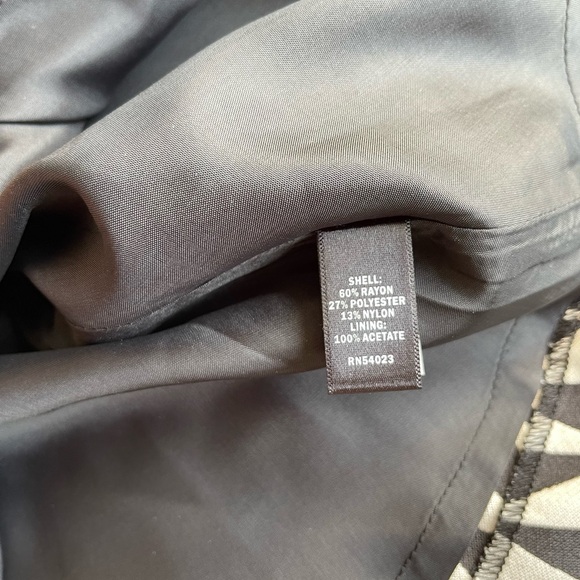 SHELL:
60% RAYON
27% POLYESTER
13% NYLON
LINING:
100% ACETATE
RN54023